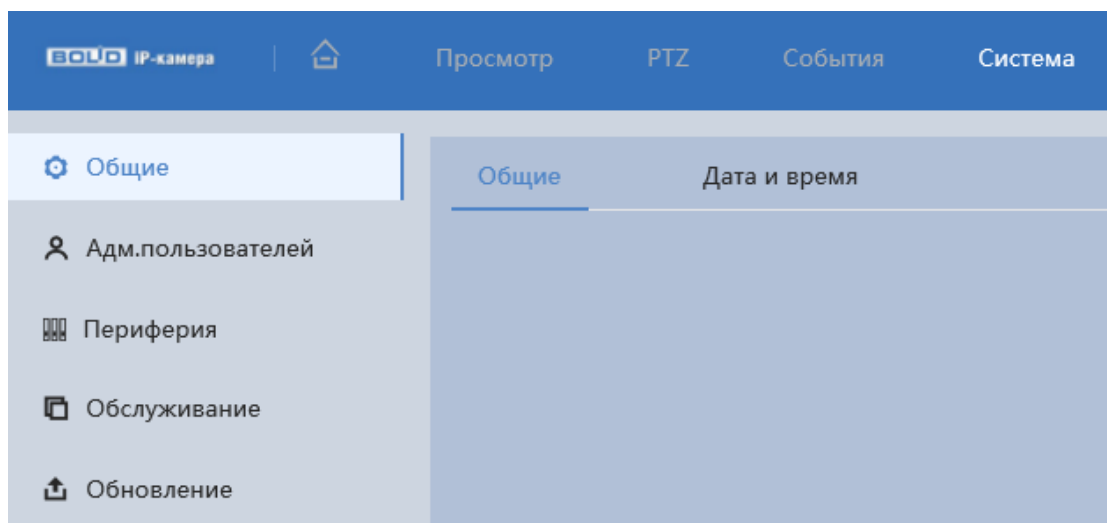 BOLID IP-камера Просмотр PTZ События Система
Общие
Общие Дата и время
Адм.пользователей
Периферия
Обслуживание
Обновление